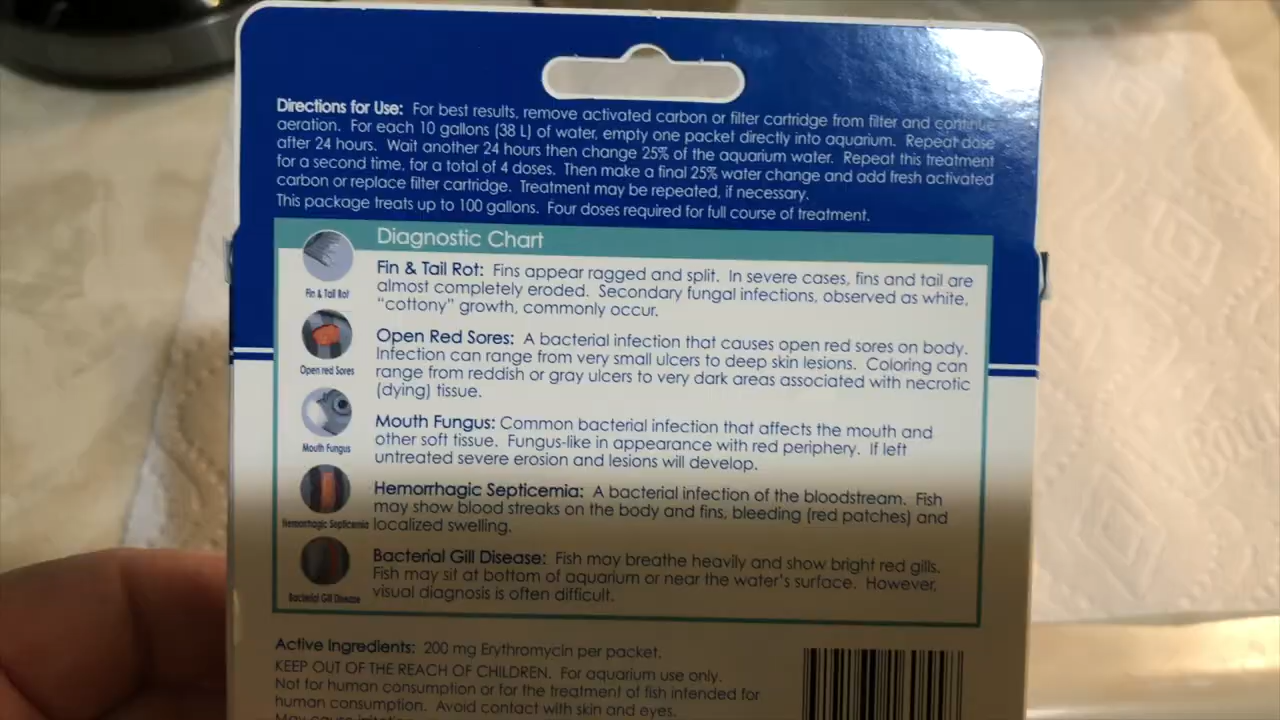 Directions for Use: For best results, remove activated carbon or filter cartridge from filter and continue
aeration. For each 10 gallons (38 L) of water, empty one packet directly into aquarium. Repeat dose
after 24 hours. Wait another 24 hours then change 25% of the aquarium water. Repeat this treatment
for a second time, for a total of 4 doses. Then make a final 25% water change and add fresh activated
carbon or replace filter cartridge. Treatment may be repeated, if necessary.
This package treats up to 100 gallons. Four doses required for full course of treatment.
Diagnostic Chart
Fin & Tail Rot
Fin & Tail Rot: Fins appear ragged and split. In severe cases, fins and tail are
almost completely eroded. Secondary fungal infections, observed as white,
“cottony” growth, commonly occur.
Open red Sores
Open Red Sores: A bacterial infection that causes open red sores on body.
Infection can range from very small ulcers to deep skin lesions. Coloring can
range from reddish or gray ulcers to very dark areas associated with necrotic
(dying) tissue.
Mouth Fungus
Mouth Fungus: Common bacterial infection that affects the mouth and
other soft tissue. Fungus-like in appearance with red periphery. If left
untreated severe erosion and lesions will develop.
Hemorrhagic Septicemia
Hemorrhagic Septicemia: A bacterial infection of the bloodstream. Fish
may show blood streaks on the body and fins, bleeding (red patches) and
localized swelling.
Bacterial Gill Disease
Bacterial Gill Disease: Fish may breathe heavily and show bright red gills.
Fish may sit at bottom of aquarium or near the water's surface. However,
visual diagnosis is often difficult.
Active Ingredients: 200 mg Erythromycin per packet.
KEEP OUT OF THE REACH OF CHILDREN. For aquarium use only.
Not for human consumption or for the treatment of fish intended for
human consumption. Avoid contact with skin and eyes.
May cause